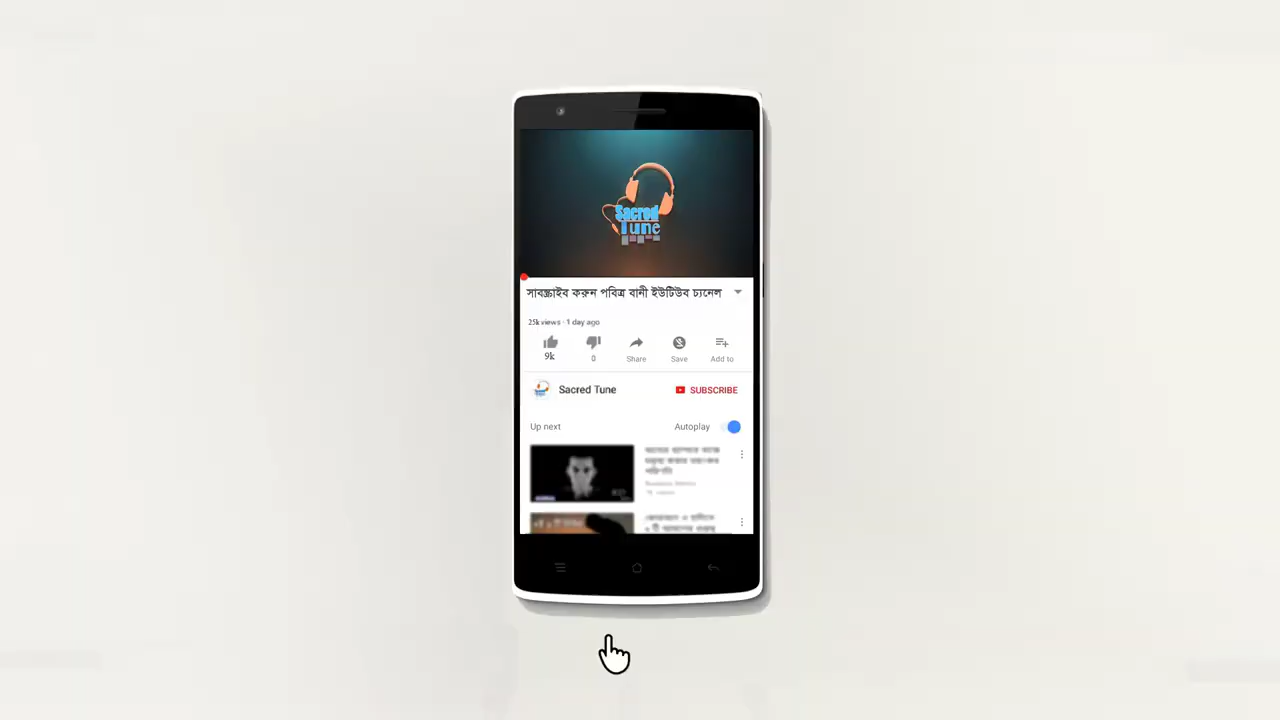 Sacred
Tune
সাবস্ক্রাইব করুন পবিত্র বানী ইউটিউব চ্যনেল
25k views · 1 day ago
9k
0
Share
Save
Add to
Sacred Tune
SUBSCRIBE
Up next
Autoplay